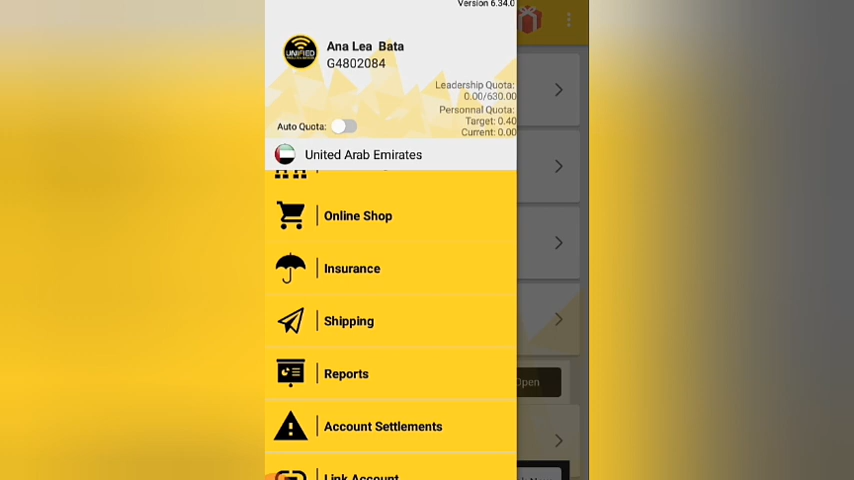 Version 6.34.0
UNIFIED
Ana Lea Bata
G4802084
Leadership Quota:
0.00/630.00
Personnal Quota:
Target: 0.40
Current: 0.00
Auto Quota:
United Arab Emirates
Online Shop
Insurance
Shipping
Reports
Open
Account Settlements
Link Account